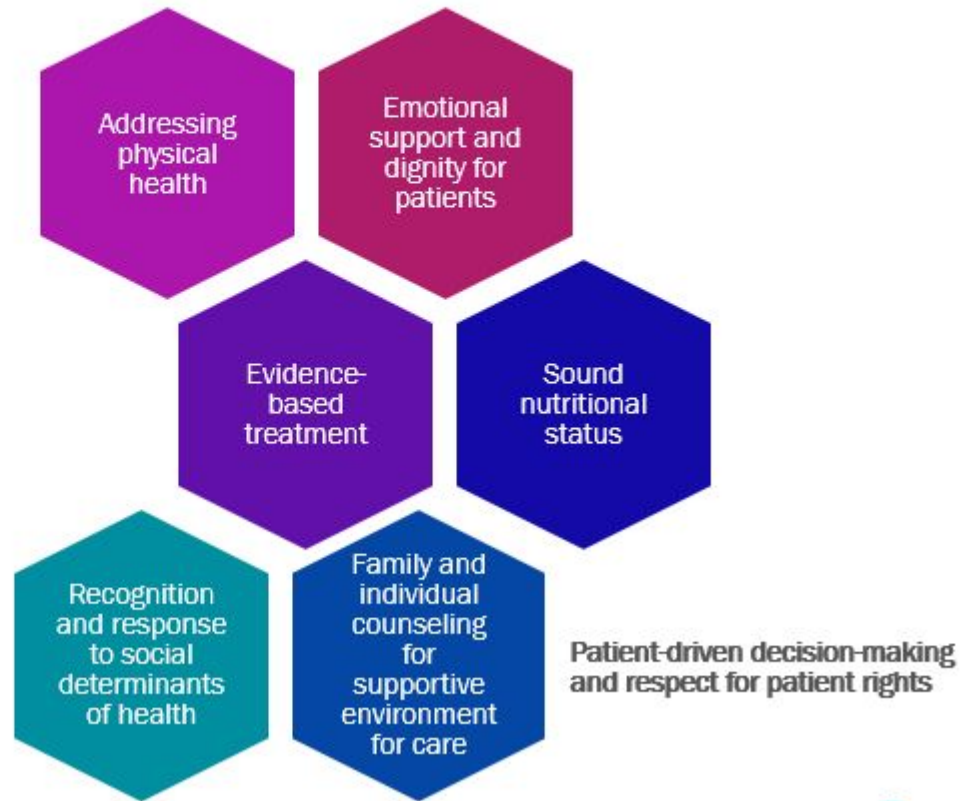 Addressing
physical
health
Emotional
support and
dignity for
patients
Evidence-
based
treatment
Sound
nutritional
status
Recognition
and response
to social
determinants
of health
Family and
individual
counseling
for
supportive
environment
for care
Patient-driven decision-making
and respect for patient rights